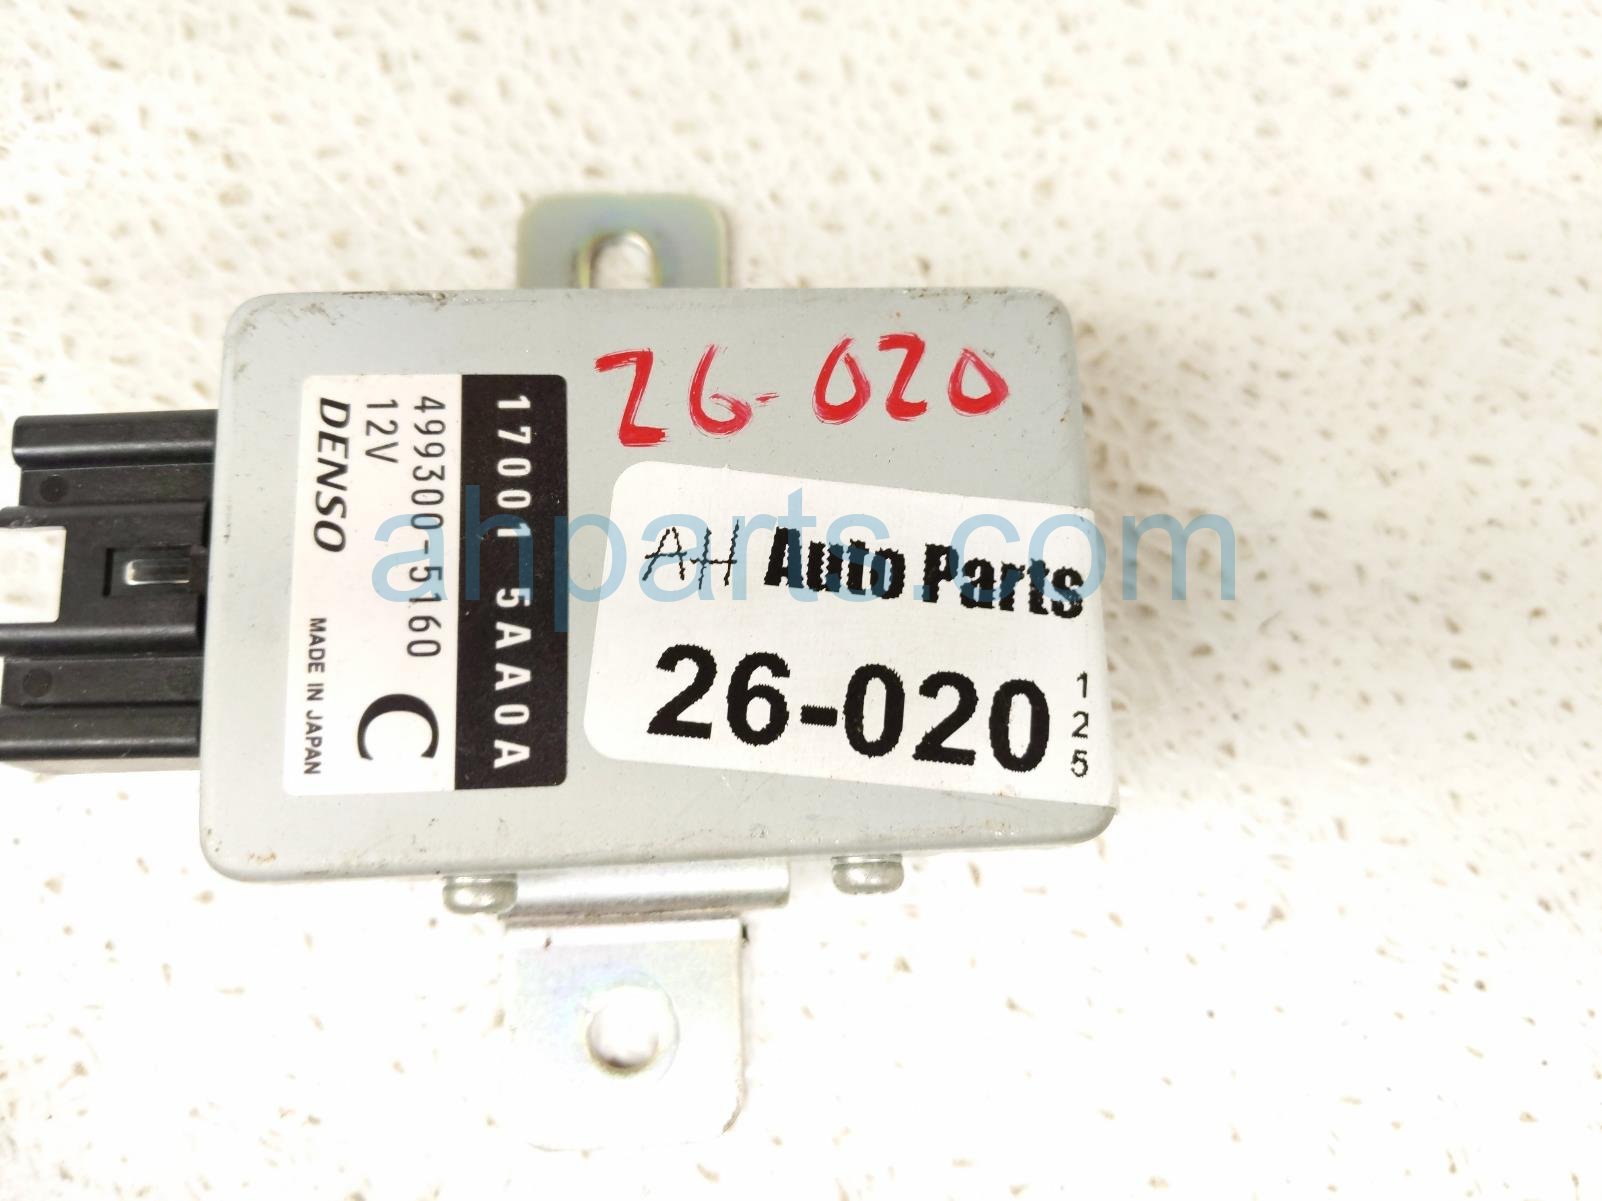 26-020
17001 5AA0A
499300-5160
12V
C
DENSO
MADE IN JAPAN
AH Auto Parts
26-020
125
ahparts.com